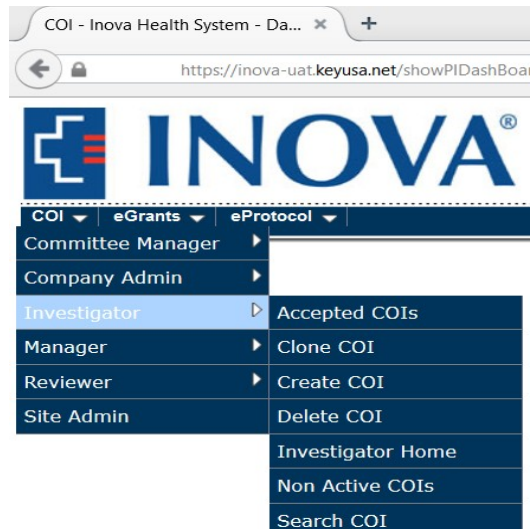 COI - Inova Health System - Da...
https://inova-uat.keyusa.net/showPIDashBoar
INOVA®
COI eGrants eProtocol
Committee Manager
Company Admin
Investigator Accepted COIs
Manager Clone COI
Reviewer Create COI
Site Admin Delete COI
Investigator Home
Non Active COIs
Search COI